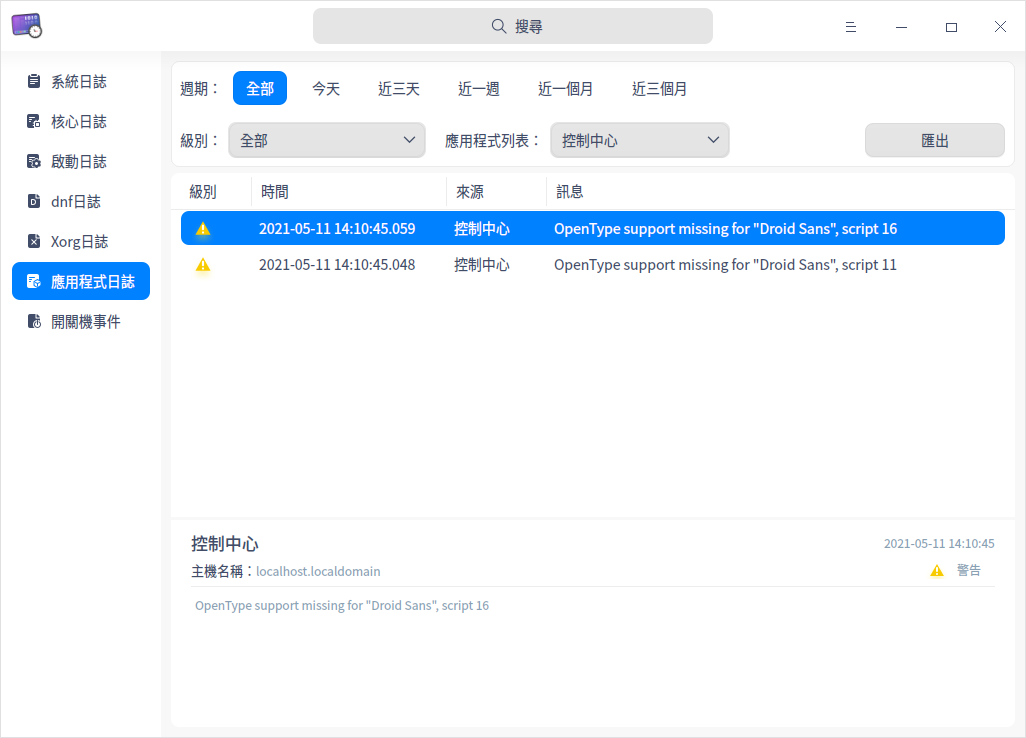 搜尋
系統日誌
核心日誌
啟動日誌
dnf日誌
Xorg日誌
應用程式日誌
開關機事件
週期： 全部 今天 近三天 近一週 近一個月 近三個月
級別： 全部 應用程式列表： 控制中心 匯出
級別 時間 來源 訊息
2021-05-11 14:10:45.059 控制中心 OpenType support missing for "Droid Sans", script 16
2021-05-11 14:10:45.048 控制中心 OpenType support missing for "Droid Sans", script 11
控制中心 2021-05-11 14:10:45
主機名稱：localhost.localdomain 警告
OpenType support missing for "Droid Sans", script 16